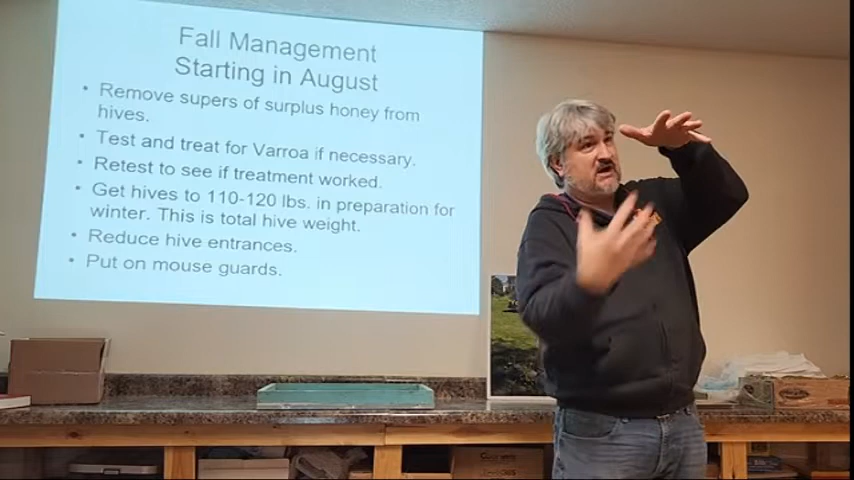 Fall Management
Starting in August
• Remove supers of surplus honey from
hives.
• Test and treat for Varroa if necessary.
• Retest to see if treatment worked.
• Get hives to 110-120 lbs. in preparation for
winter. This is total hive weight.
• Reduce hive entrances.
• Put on mouse guards.